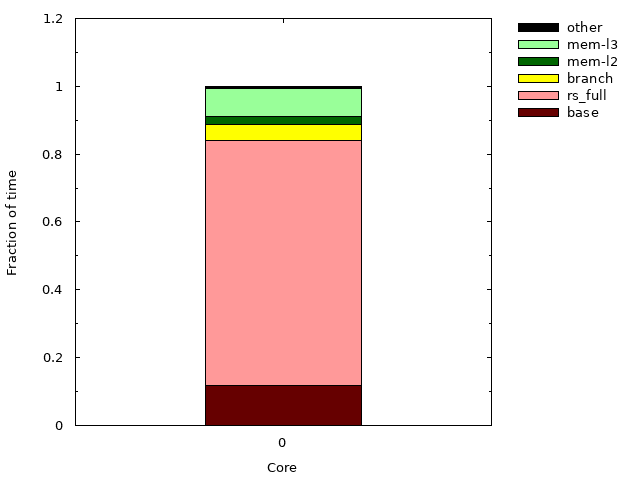 1.2
1
0.8
0.6
0.4
0.2
0
Fraction of time
0
Core
other
mem-l3
mem-l2
branch
rs_full
base